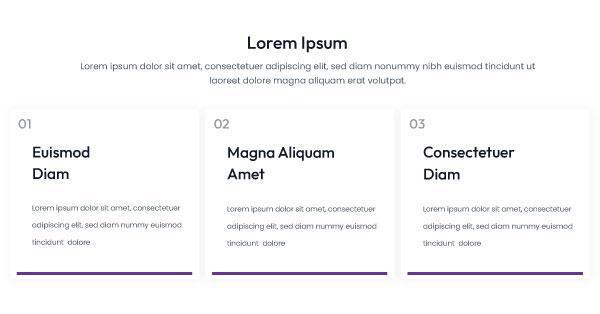 Lorem Ipsum
Lorem ipsum dolor sit amet, consectetuer adipiscing elit, sed diam nonummy nibh euismod tincidunt ut
laoreet dolore magna aliquam erat volutpat.
01
Euismod
Diam
Lorem ipsum dolor sit amet, consectetuer
adipiscing elit, sed diam nummy euismod
tincidunt dolore
02
Magna Aliquam
Amet
Lorem ipsum dolor sit amet, consectetuer
adipiscing elit, sed diam nummy euismod
tincidunt dolore
03
Consectetuer
Diam
Lorem ipsum dolor sit amet, consectetuer
adipiscing elit, sed diam nummy euismod
tincidunt dolore